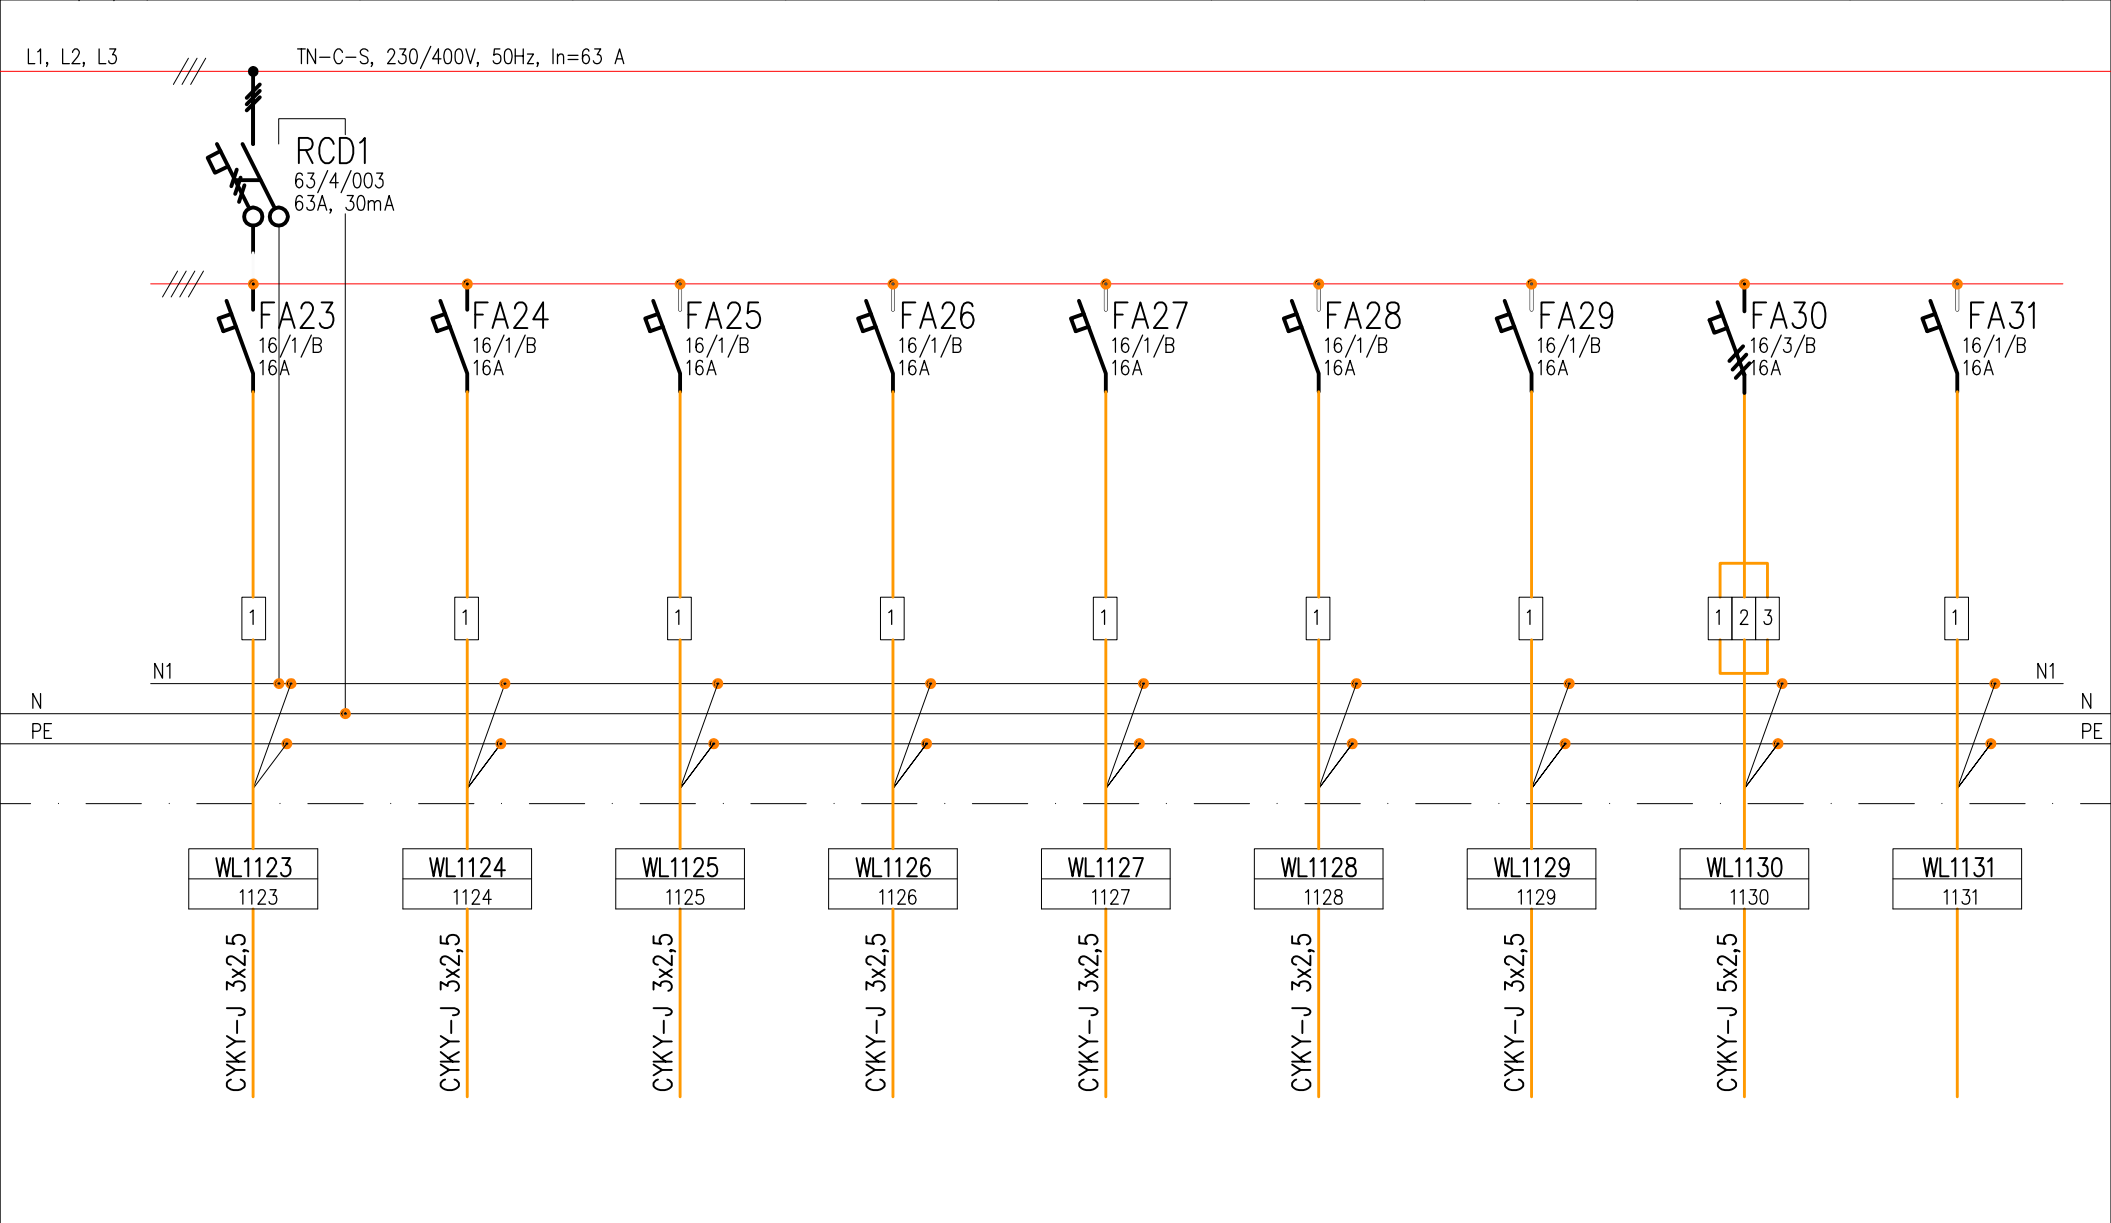 L1, L2, L3
TN-C-S, 230/400V, 50Hz, In=63 A
RCD1
63/4/003
63A, 30mA
FA23
16/1/B
16A
FA24
16/1/B
16A
FA25
16/1/B
16A
FA26
16/1/B
16A
FA27
16/1/B
16A
FA28
16/1/B
16A
FA29
16/1/B
16A
FA30
16/3/B
16A
FA31
16/1/B
16A
1
1
1
1
1
1
1
1 2 3
1
N1
N1
N
N
PE
PE
WL1123
1123
WL1124
1124
WL1125
1125
WL1126
1126
WL1127
1127
WL1128
1128
WL1129
1129
WL1130
1130
WL1131
1131
CYKY-J 3x2,5
CYKY-J 3x2,5
CYKY-J 3x2,5
CYKY-J 3x2,5
CYKY-J 3x2,5
CYKY-J 3x2,5
CYKY-J 3x2,5
CYKY-J 5x2,5